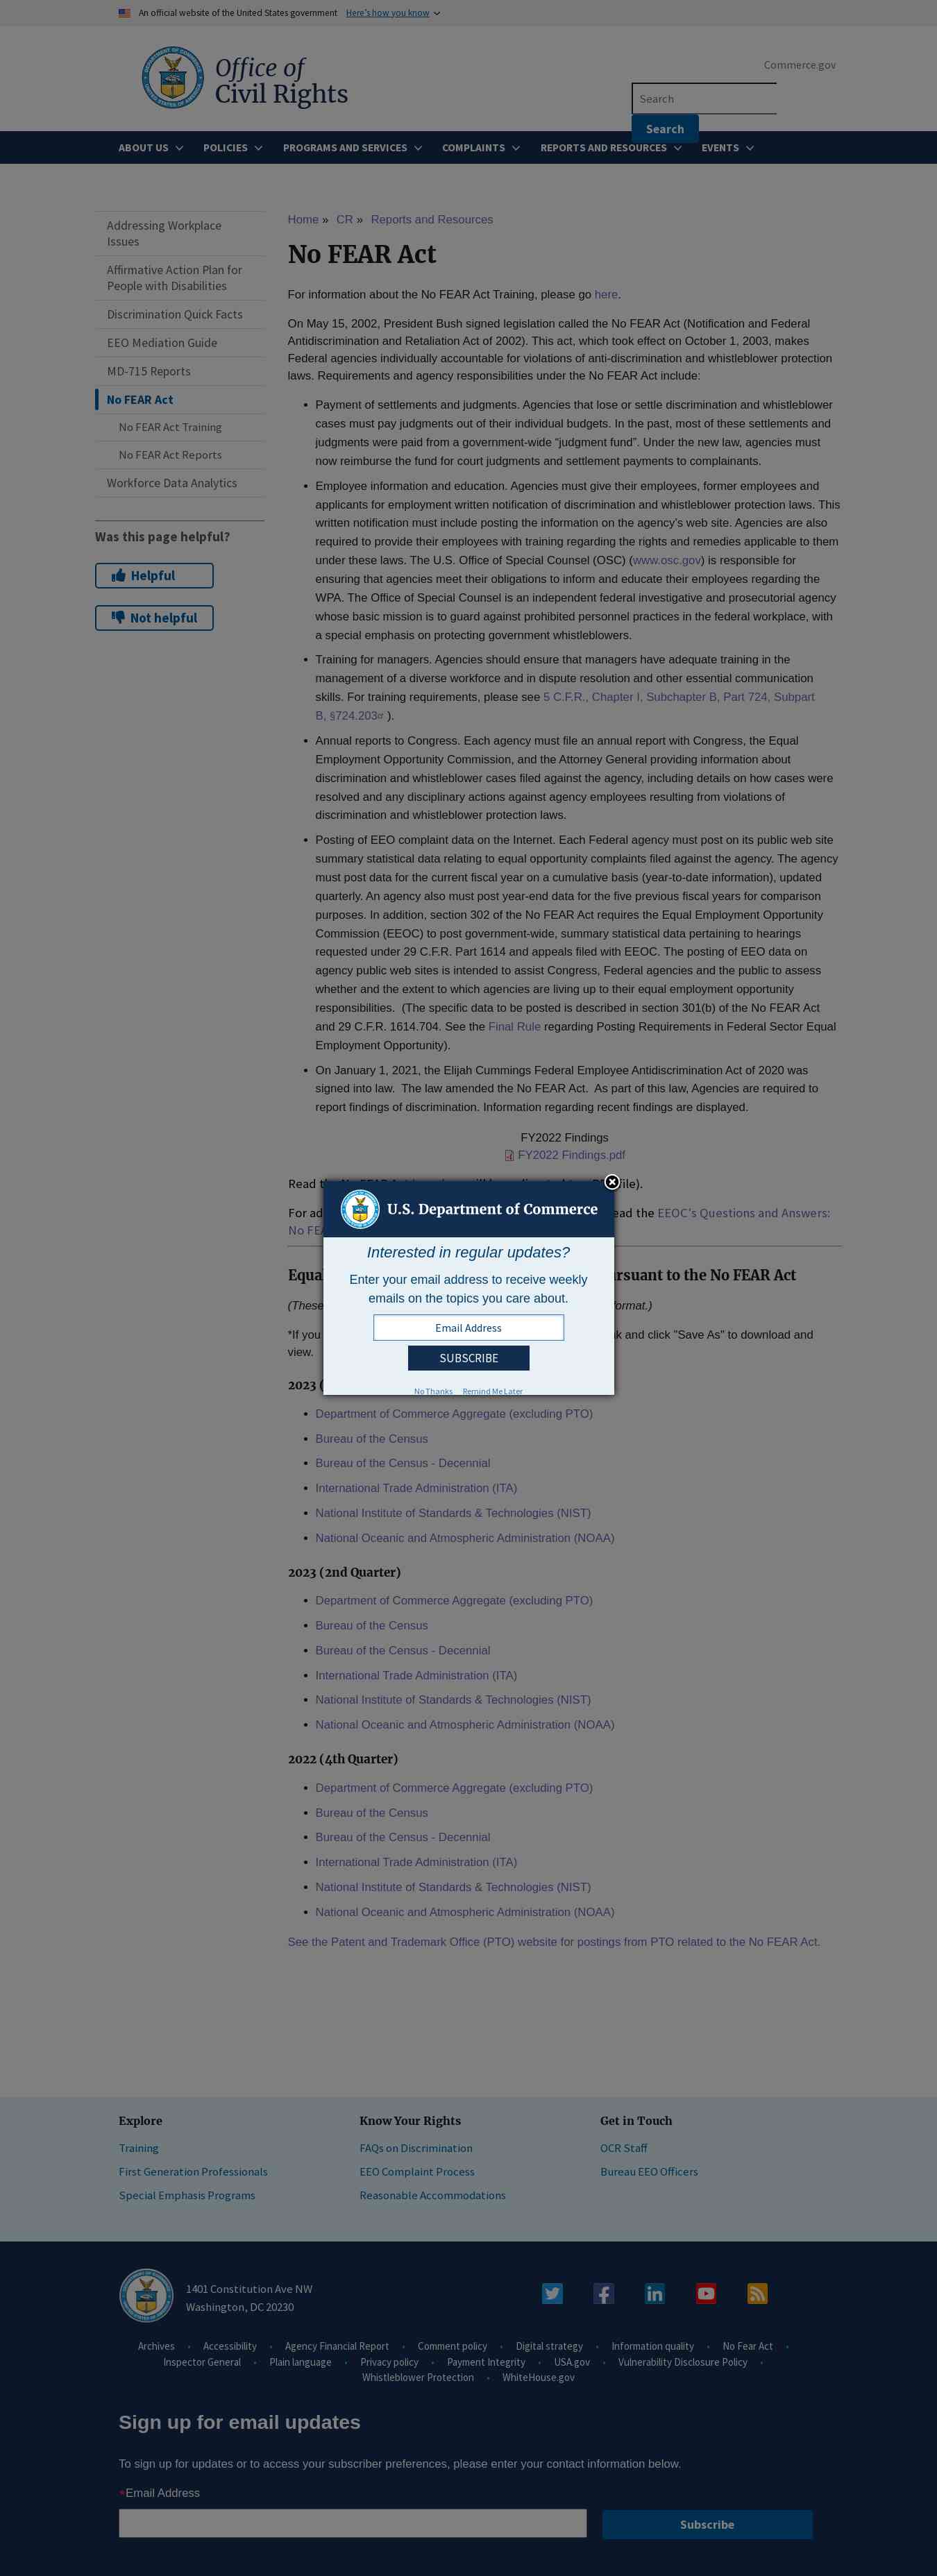 An official website of the United States government Here's how you know
Office of
Civil Rights
Commerce.gov
Search
Search
ABOUT US
POLICIES
PROGRAMS AND SERVICES
COMPLAINTS
REPORTS AND RESOURCES
EVENTS
Addressing Workplace
Issues
Affirmative Action Plan for
People with Disabilities
Discrimination Quick Facts
EEO Mediation Guide
MD-715 Reports
No FEAR Act
No FEAR Act Training
No FEAR Act Reports
Workforce Data Analytics
Was this page helpful?
Helpful
Not helpful
Home » CR » Reports and Resources
No FEAR Act
For information about the No FEAR Act Training, please go here.
On May 15, 2002, President Bush signed legislation called the No FEAR Act (Notification and Federal
Antidiscrimination and Retaliation Act of 2002). This act, which took effect on October 1, 2003, makes
Federal agencies individually accountable for violations of anti-discrimination and whistleblower protection
laws. Requirements and agency responsibilities under the No FEAR Act include:
• Payment of settlements and judgments. Agencies that lose or settle discrimination and whistleblower
cases must pay judgments out of their individual budgets. In the past, most of these settlements and
judgments were paid from a government-wide “judgment fund”. Under the new law, agencies must
now reimburse the fund for court judgments and settlement payments to complainants.
• Employee information and education. Agencies must give their employees, former employees and
applicants written notification of discrimination and whistleblower protection laws. This
written notification must include posting the information on the agency's web site. Agencies are also
required to provide their employees with training regarding the rights and remedies applicable to them
under these laws. The U.S. Office of Special Counsel (OSC) (www.osc.gov) is responsible for
ensuring that agencies meet their obligations to inform and educate their employees regarding the
WPA. The Office of Special Counsel is an independent federal investigative and prosecutorial agency
whose basic mission is to guard against prohibited personnel practices in the federal workplace, with
a special emphasis on protecting government whistleblowers.
• Training for managers. Agencies should ensure that managers have adequate training in the
management of a diverse workforce and in dispute resolution and other essential communication
skills. For training requirements, please see 5 C.F.R., Chapter I, Subchapter B, Part 724, Subpart
B, §724.203 ).
• Annual reports to Congress. Each agency must file an annual report with Congress, the Equal
Employment Opportunity Commission, and the Attorney General providing information about
discrimination and whistleblower cases filed against the agency, including details on how cases were
resolved and any disciplinary actions against agency employees resulting from violations of
discrimination and whistleblower protection laws.
• Posting of EEO complaint data on the Internet. Each Federal agency must post on its public web site
summary statistical data relating to equal opportunity complaints filed against the agency. The agency
must post data for the current fiscal year on a cumulative basis (year-to-date information), updated
quarterly. An agency also must post year-end data for the five previous fiscal years for comparison
purposes. In addition, section 302 of the No FEAR Act requires the Equal Employment Opportunity
Commission (EEOC) to post government-wide, summary statistical data pertaining to hearings
requested under 29 C.F.R. Part 1614 and appeals filed with EEOC. The posting of EEO data on
agency public web sites is intended to assist Congress, Federal agencies and the public to assess
whether and the extent to which agencies are living up to their equal employment opportunity
responsibilities. (The specific data to be posted is described in section 301(b) of the No FEAR Act
and 29 C.F.R. 1614.704. See the Final Rule regarding Posting Requirements in Federal Sector Equal
Employment Opportunity).
• On January 1, 2021, the Elijah Cummings Federal Employee Antidiscrimination Act of 2020 was
signed into law. The law amended the No FEAR Act. As part of this law, Agencies are required to
report findings of discrimination. Information regarding recent findings are displayed.
FY2022 Findings
FY2022 Findings.pdf
Read the
file).
For ad
ead the EEOC's Questions and Answers:
No FEA
U.S. Department of Commerce
Interested in regular updates?
Enter your email address to receive weekly
emails on the topics you care about.
Email Address
SUBSCRIBE
No Thanks Remind Me Later
Equal
rsuant to the No FEAR Act
(These
format.)
*If you
nk and click "Save As" to download and
view.
2023 (
• Department of Commerce Aggregate (excluding PTO)
• Bureau of the Census
• Bureau of the Census - Decennial
• International Trade Administration (ITA)
• National Institute of Standards & Technologies (NIST)
• National Oceanic and Atmospheric Administration (NOAA)
2023 (2nd Quarter)
• Department of Commerce Aggregate (excluding PTO)
• Bureau of the Census
• Bureau of the Census - Decennial
• International Trade Administration (ITA)
• National Institute of Standards & Technologies (NIST)
• National Oceanic and Atmospheric Administration (NOAA)
2022 (4th Quarter)
• Department of Commerce Aggregate (excluding PTO)
• Bureau of the Census
• Bureau of the Census - Decennial
• International Trade Administration (ITA)
• National Institute of Standards & Technologies (NIST)
• National Oceanic and Atmospheric Administration (NOAA)
See the Patent and Trademark Office (PTO) website for postings from PTO related to the No FEAR Act.
Explore
Training
First Generation Professionals
Special Emphasis Programs
Know Your Rights
FAQs on Discrimination
EEO Complaint Process
Reasonable Accommodations
Get in Touch
OCR Staff
Bureau EEO Officers
1401 Constitution Ave NW
Washington, DC 20230
Archives • Accessibility • Agency Financial Report • Comment policy • Digital strategy • Information quality • No Fear Act •
Inspector General • Plain language • Privacy policy • Payment Integrity • USA.gov • Vulnerability Disclosure Policy •
Whistleblower Protection • WhiteHouse.gov
Sign up for email updates
To sign up for updates or to access your subscriber preferences, please enter your contact information below.
*Email Address
Subscribe